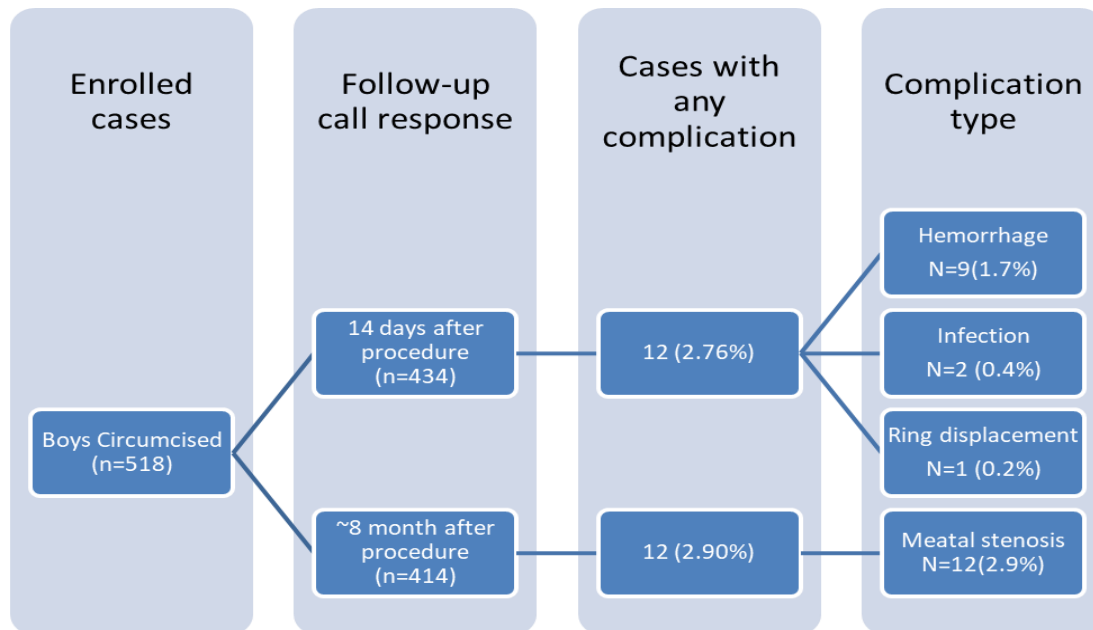 Enrolled
cases
Follow-up
call response
Cases with
any
complication
Complication
type
Boys Circumcised
(n=518)
14 days after
procedure
(n=434)
~8 month after
procedure
(n=414)
12 (2.76%)
12 (2.90%)
Hemorrhage
N=9(1.7%)
Infection
N=2 (0.4%)
Ring displacement
N=1 (0.2%)
Meatal stenosis
N=12(2.9%)